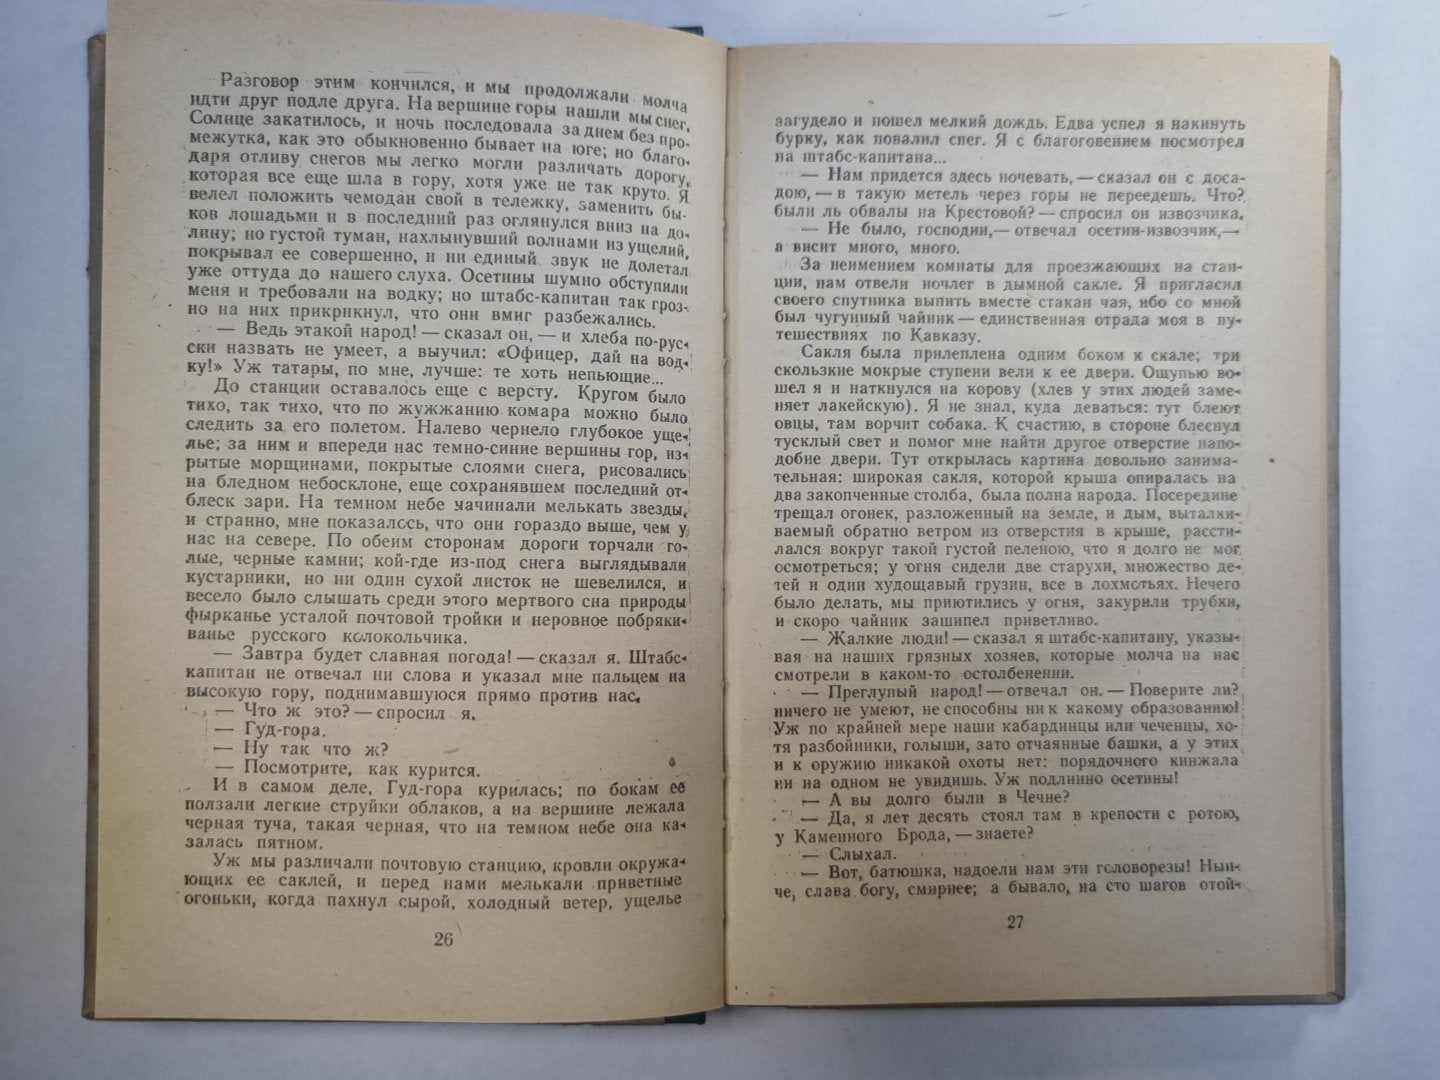 Разговор этим кончился, и мы продолжали молча
идти друг подле друга. На вершине горы нашли мы снег.
Солнце закатилось, и ночь последовала за днем без про-
межутка, как это обыкновенно бывает на юге; но благо-
даря отливу снегов мы легко могли различать дорогу,
которая все еще шла в гору, хотя уже не так круто. Я
велел положить чемодан свой в тележку, заменить бы-
ков лошадьми и в последний раз оглянулся вниз на до-
лину; но густой туман, нахлынувший волнами из ущелий,
покрывал ее совершенно, и ни единый звук не долетал
уже оттуда до нашего слуха. Осетины шумно обступили
меня и требовали на водку; но штабс-капитан так гроз-
но на них прикрикнул, что они вмиг разбежались.
— Ведь этакой народ! — сказал он, — и хлеба по-рус-
ски назвать не умеет, а выучил: «Офицер, дай на вод-
ку!» Уж татары, по мне, лучше: те хоть непьющие...
До станции оставалось еще с версту. Кругом было
тихо, так тихо, что по жужжанию комара можно было
следить за его полетом. Налево чернело глубокое уще-
лье; за ним и впереди нас темно-синие вершины гор, из-
рытые морщинами, покрытые слоями снега, рисовались
на бледном небосклоне, еще сохранявшем последний от-
блеск зари. На темном небе начинали мелькать звезды,
и странно, мне показалось, что они гораздо выше, чем у
нас на севере. По обеим сторонам дороги торчали го-
лые, черные камни; кой-где из-под снега выглядывали
кустарники, но ни один сухой листок не шевелился, и
весело было слышать среди этого мертвого сна природы
фырканье усталой почтовой тройки и неровное побряки-
ванье русского колокольчика.
— Завтра будет славная погода! — сказал я. Штабс-
капитан не отвечал ни слова и указал мне пальцем на
высокую гору, поднимавшуюся прямо против нас.
— Что ж это? — спросил я.
— Гуд-гора.
— Ну так что ж?
— Посмотрите, как курится.
И в самом деле, Гуд-гора курилась; по бокам ее
ползали легкие струйки облаков, а на вершине лежала
черная туча, такая черная, что на темном небе она ка-
залась пятном.
Уж мы различали почтовую станцию, кровли окружа-
ющих ее саклей, и перед нами мелькали приветные
огоньки, когда пахнул сырой, холодный ветер, ущелье
26
загудело и пошел мелкий дождь. Едва успел я накинуть
бурку, как повалил снег. Я с благоговением посмотрел
на штабс-капитана...
— Нам придется здесь ночевать, — сказал он с доса-
дою, — в такую метель через горы не переедешь. Что?
были ль обвалы на Крестовой? — спросил он извозчика.
— Не было, господин, — отвечал осетин-извозчик, —
а висит много, много.
За неимением комнаты для проезжающих на стан-
ции, нам отвели ночлег в дымной сакле. Я пригласил
своего спутника выпить вместе стакан чая, ибо со мной
был чугунный чайник — единственная отрада моя в пу-
тешествиях по Кавказу.
Сакля была прилеплена одним боком к скале; три
скользкие мокрые ступени вели к ее двери. Ощупью во-
шел я и наткнулся на корову (хлев у этих людей заме-
няет лакейскую). Я не знал, куда деваться: тут блеют
овцы, там ворчит собака. К счастию, в стороне блеснул
тусклый свет и помог мне найти другое отверстие напо-
добие двери. Тут открылась картина довольно занима-
тельная: широкая сакля, которой крыша опиралась на
два закопченные столба, была полна народа. Посередине
трещал огонек, разложенный на земле, и дым, выталки-
ваемый обратно ветром из отверстия в крыше, рассти-
лался вокруг такой густой пеленою, что я долго не мог
осмотреться; у огня сидели две старухи, множество де-
тей и один худощавый грузин, все в лохмотьях. Нечего
было делать, мы приютились у огня, закурили трубки,
и скоро чайник зашипел приветливо.
— Жалкие люди! — сказал я штабс-капитану, указы-
вая на наших грязных хозяев, которые молча на нас
смотрели в каком-то остолбенении.
— Преглупый народ! — отвечал он. — Поверите ли?
ничего не умеют, не способны ни к какому образованию!
Уж по крайней мере наши кабардинцы или чеченцы, хо-
тя разбойники, голыши, зато отчаянные башки, а у этих
и к оружию никакой охоты нет: порядочного кинжала
ни на одном не увидишь. Уж подлинно осетины!
— А вы долго были в Чечне?
— Да, я лет десять стоял там в крепости с ротою,
у Каменного Брода, — знаете?
— Слыхал.
— Вот, батюшка, надоели нам эти головорезы! Нын-
че, слава богу, смирнее; а бывало, на сто шагов отой-
27